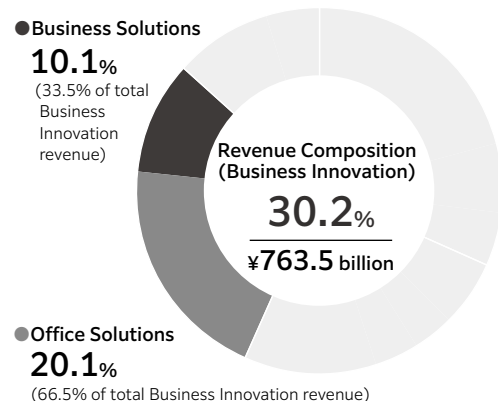 ●Business Solutions
10.1%
(33.5% of total
Business
Innovation
revenue)
Revenue Composition
(Business Innovation)
30.2%
¥763.5 billion
●Office Solutions
20.1%
(66.5% of total Business Innovation revenue)